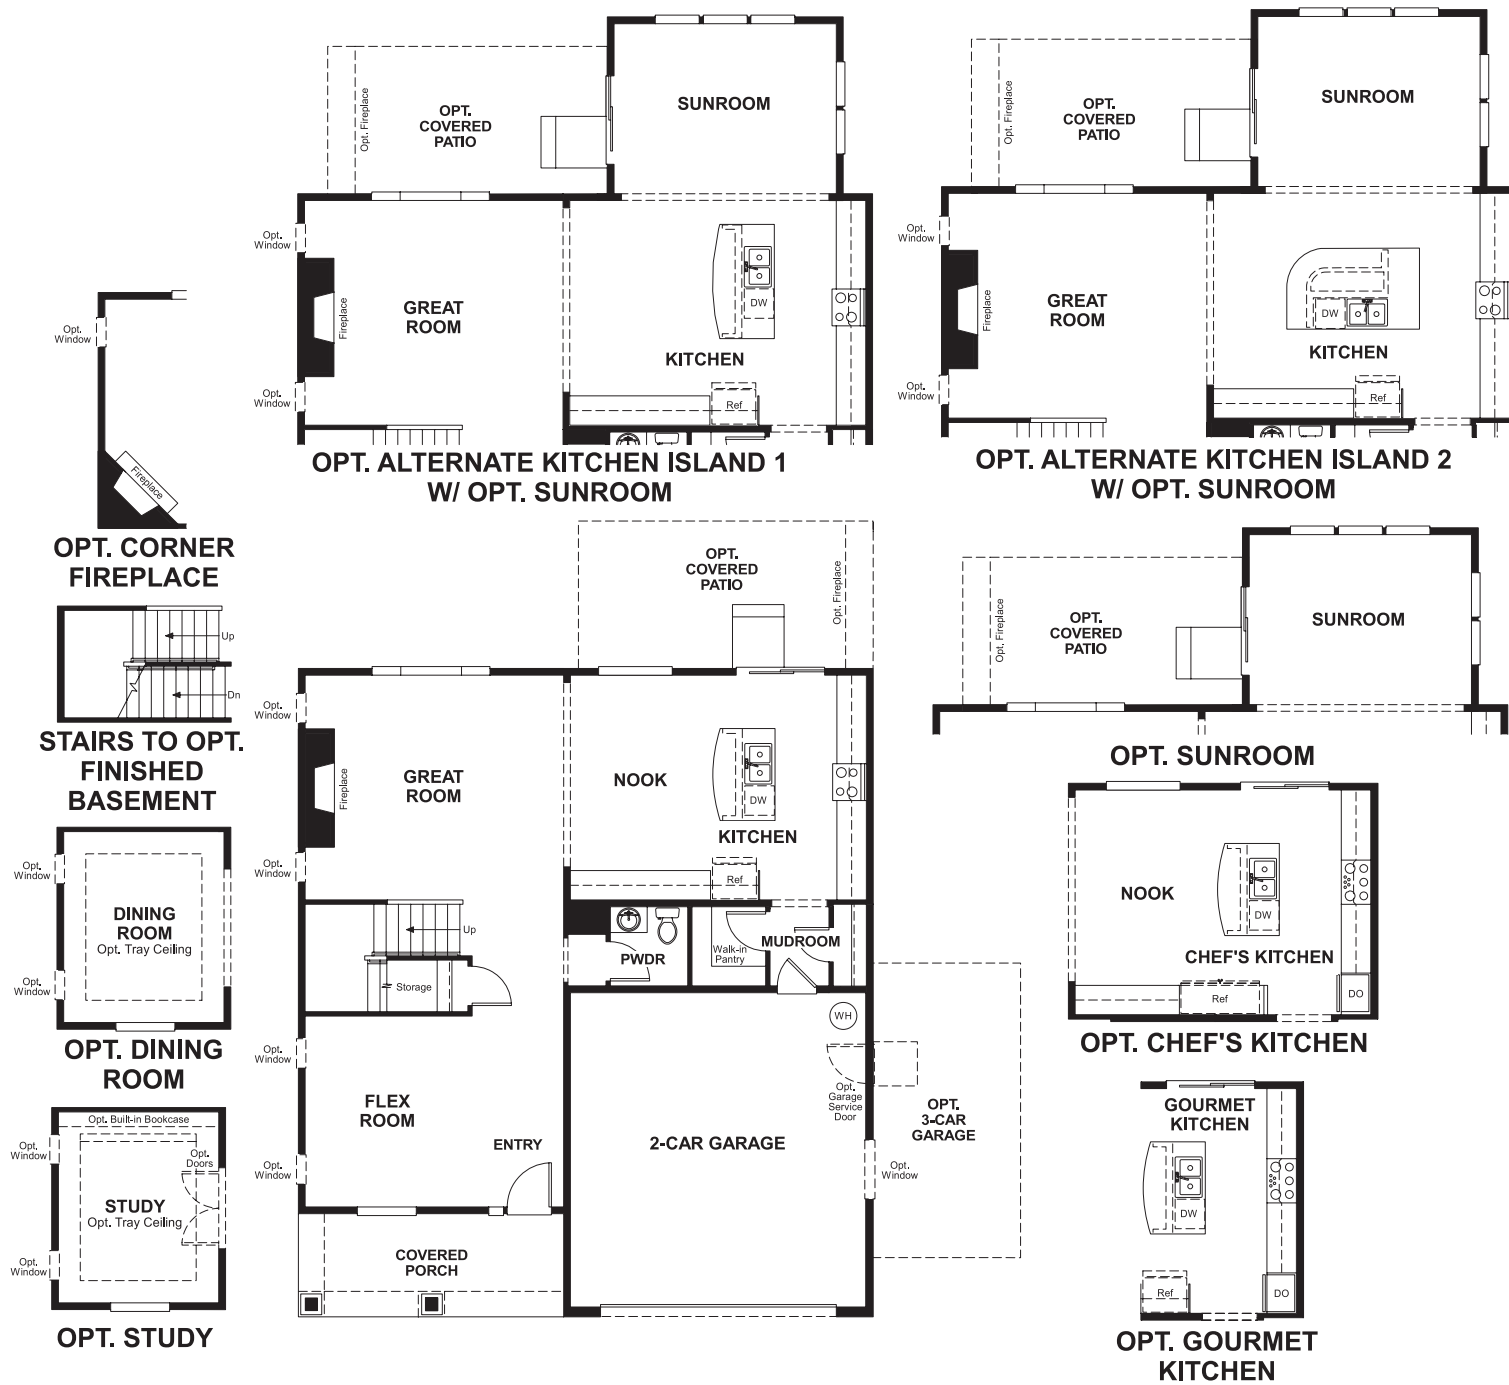 OPT.
COVERED
PATIO
Opt. Fireplace
SUNROOM
Opt.
Window
GREAT
ROOM
Fireplace
Opt.
Window
DW
KITCHEN
Ref
OPT. ALTERNATE KITCHEN ISLAND 1
W/ OPT. SUNROOM
OPT.
COVERED
PATIO
Opt. Fireplace
SUNROOM
Opt.
Window
GREAT
ROOM
Fireplace
Opt.
Window
DW
KITCHEN
Ref
OPT. ALTERNATE KITCHEN ISLAND 2
W/ OPT. SUNROOM
Opt.
Window
Fireplace
OPT. CORNER
FIREPLACE
Up
Dn
STAIRS TO OPT.
FINISHED
BASEMENT
Opt.
Window
DINING
ROOM
Opt. Tray Ceiling
Opt.
Window
OPT. DINING
ROOM
Opt. Built-in Bookcase
Opt.
Window
Opt.
Doors
STUDY
Opt. Tray Ceiling
Opt.
Window
OPT. STUDY
OPT.
COVERED
PATIO
Opt. Fireplace
Opt.
Window
GREAT
ROOM
Fireplace
Opt.
Window
NOOK
DW
KITCHEN
Ref
Up
Storage
PWDR
Walk-in
Pantry
MUDROOM
WH
Opt.
Window
FLEX
ROOM
Opt.
Window
ENTRY
2-CAR GARAGE
Opt.
Garage
Service
Door
OPT.
3-CAR
GARAGE
Opt.
Window
COVERED
PORCH
Opt. Fireplace
OPT.
COVERED
PATIO
SUNROOM
OPT. SUNROOM
NOOK
DW
CHEF'S KITCHEN
Ref
DO
OPT. CHEF'S KITCHEN
GOURMET
KITCHEN
DW
Ref
DO
OPT. GOURMET
KITCHEN